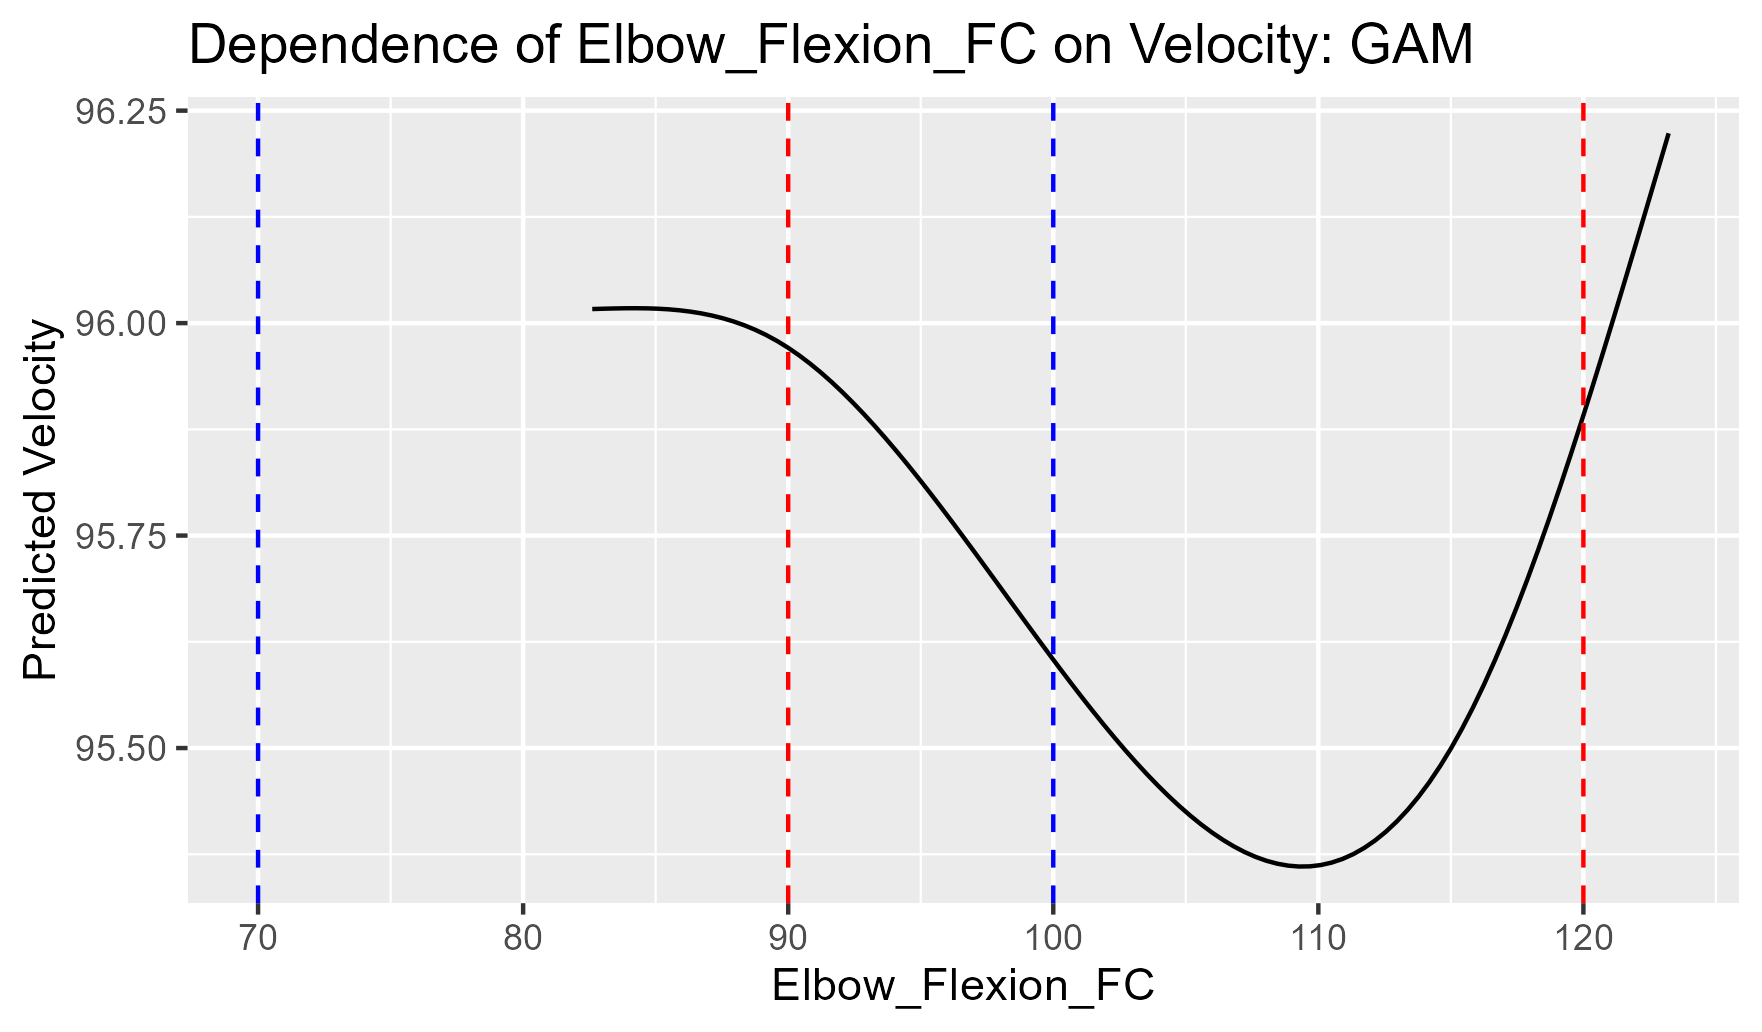 Dependence of Elbow_Flexion_FC on Velocity: GAM
96.25
96.00
95.75
95.50
Predicted Velocity
70 80 90 100 110 120
Elbow_Flexion_FC